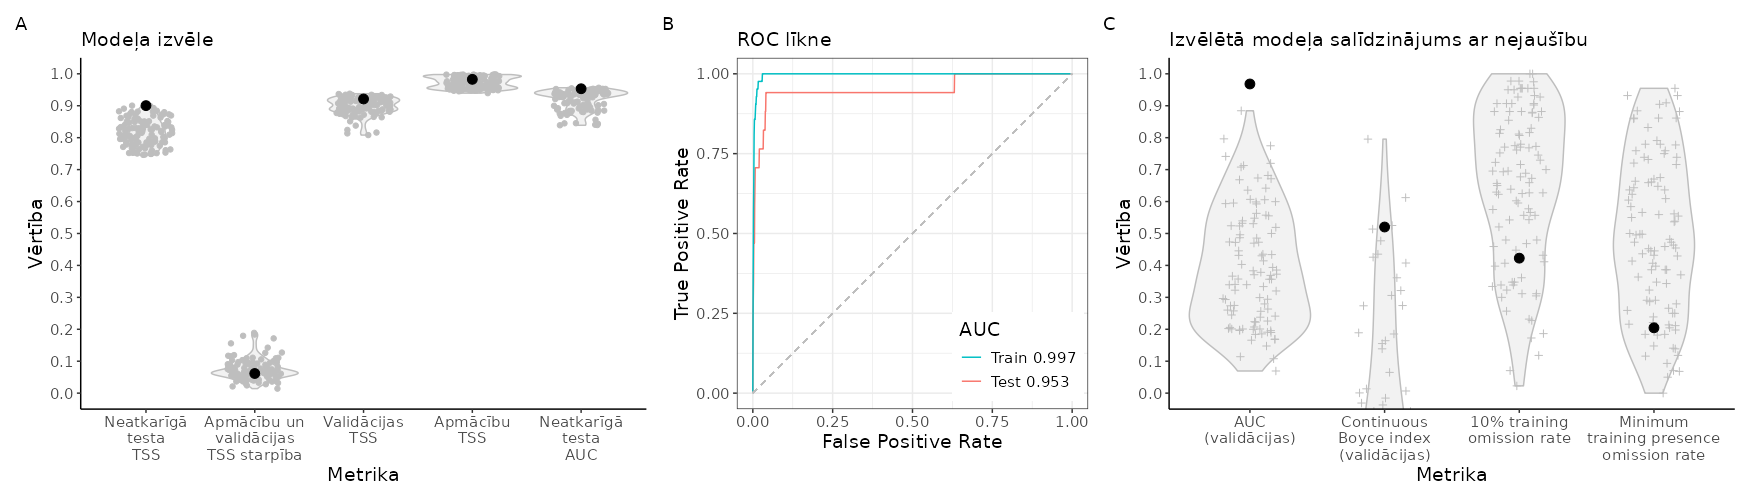 A
Modeļa izvēle
Vērtība
1.0
0.9
0.8
0.7
0.6
0.5
0.4
0.3
0.2
0.1
0.0
Neatkarīgā
testa
TSS
Apmācību un
validācijas
TSS starpība
Validācijas
TSS
Apmācību
TSS
Neatkarīgā
testa
AUC
Metrika
B
ROC līkne
True Positive Rate
1.00
0.75
0.50
0.25
0.00
AUC
Train 0.997
Test 0.953
0.00
0.25
0.50
0.75
1.00
False Positive Rate
C
Izvēlētā modeļa salīdzinājums ar nejaušību
Vērtība
1.0
0.9
0.8
0.7
0.6
0.5
0.4
0.3
0.2
0.1
0.0
AUC
(validācijas)
Continuous
Boyce index
(validācijas)
10% training
omission rate
Minimum
training presence
omission rate
Metrika